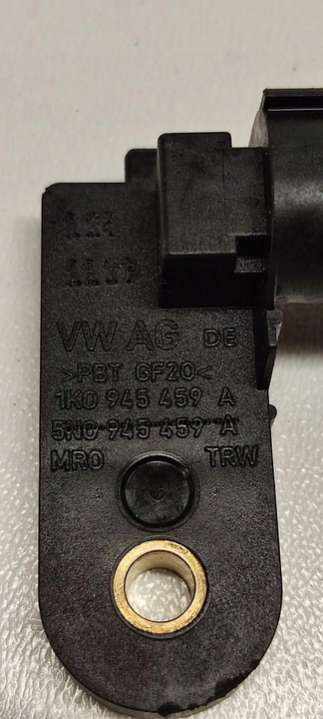 VW AG DE
>PBT GF20<
1K0 945 459 A
5N0 945 459 A
MRO TRW